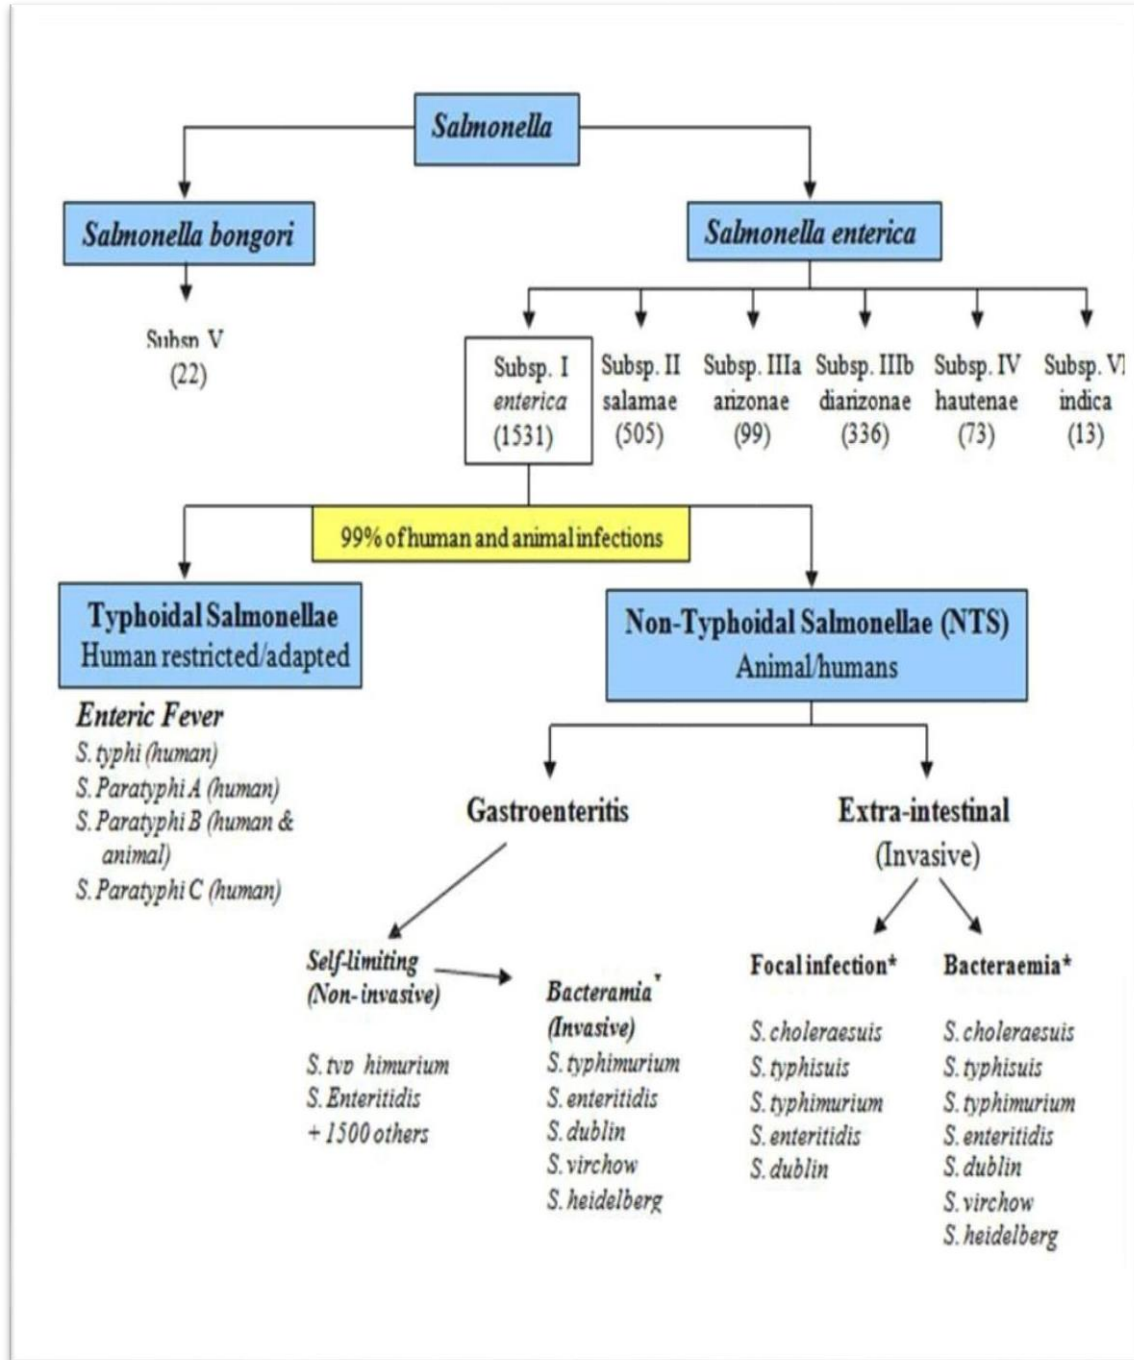 Salmonella
Salmonella bongori
Salmonella enterica
Subsp V
(22)
Subsp. I
enterica
(1531)
Subsp. II
salamae
(505)
Subsp. IIIa
arizonae
(99)
Subsp. IIIb
diarizonae
(336)
Subsp. IV
hautenae
(73)
Subsp. VI
indica
(13)
99% of human and animal infections
Typhoidal Salmonellae
Human restricted/adapted
Non-Typhoidal Salmonellae (NTS)
Animal/humans
Enteric Fever
S. typhi (human)
S. Paratyphi A (human)
S. Paratyphi B (human &
animal)
S. Paratyphi C (human)
Gastroenteritis
Extra-intestinal
(Invasive)
Self-limiting
(Non-invasive)
S. typ himurium
S. Enteritidis
+ 1500 others
Bacteramia*
(Invasive)
S. typhimurium
S. enteritidis
S. dublin
S. virchow
S. heidelberg
Focal infection*
S. choleraesuis
S. typhisuis
S. typhimurium
S. enteritidis
S. dublin
Bacteraemia*
S. choleraesuis
S. typhisuis
S. typhimurium
S. enteritidis
S. dublin
S. virchow
S. heidelberg